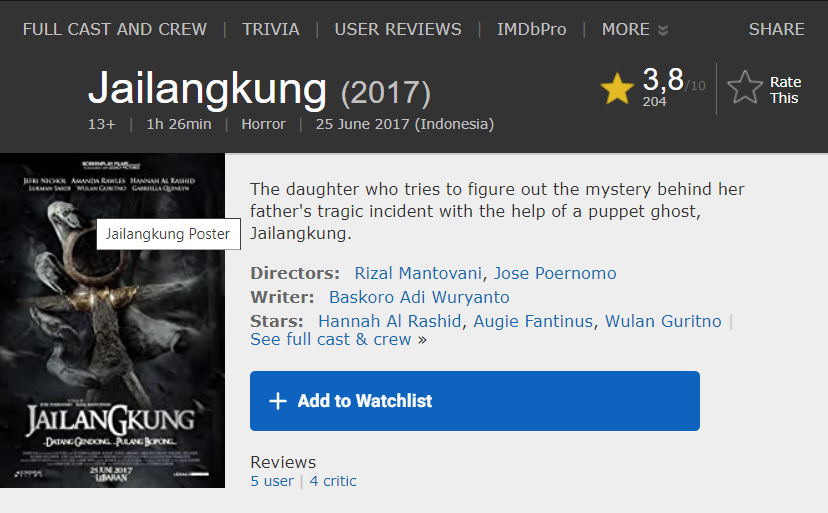 FULL CAST AND CREW | TRIVIA | USER REVIEWS | IMDbPro | MORE SHARE
Jailangkung (2017)
3,8/10
204
Rate
This
13+ | 1h 26min | Horror | 25 June 2017 (Indonesia)
SCREENPLAY FILMS
JEFRI NICHOL AMANDA RAWLES HANNAH AL RASHID
LUKMAN SARDI WULAN GURITNO GABRIELLA QUINLYN
Jailangkung Poster
JAILANGKUNG
..DATANG GENDONG.. ..PULANG BOPONG..
25 JUNI 2017
LEBARAN
The daughter who tries to figure out the mystery behind her
father's tragic incident with the help of a puppet ghost,
Jailangkung.
Directors: Rizal Mantovani, Jose Poernomo
Writer: Baskoro Adi Wuryanto
Stars: Hannah Al Rashid, Augie Fantinus, Wulan Guritno |
See full cast & crew »
+ Add to Watchlist
Reviews
5 user | 4 critic